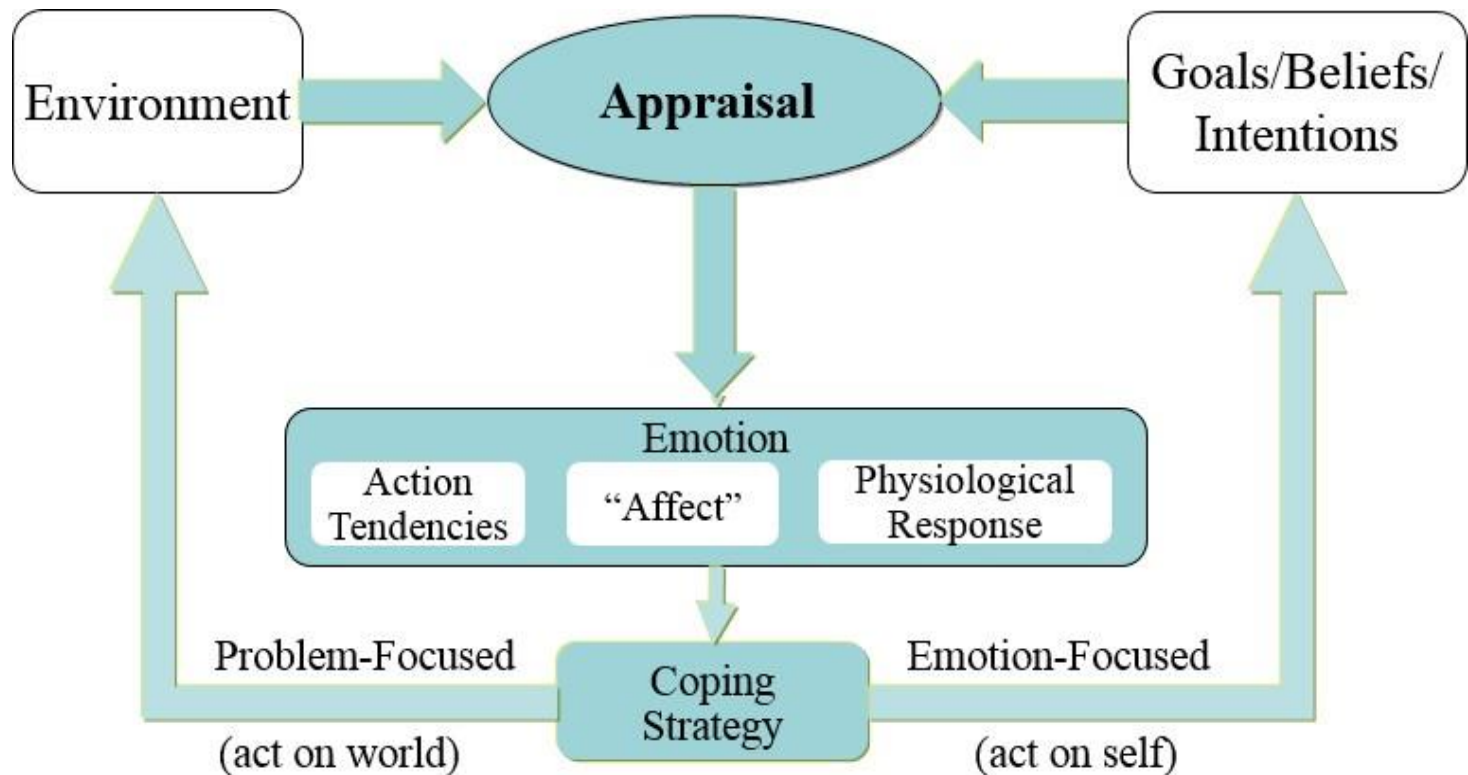 Environment
Appraisal
Goals/Beliefs/
Intentions
Emotion
Action
Tendencies
“Affect”
Physiological
Response
Problem-Focused
(act on world)
Coping
Strategy
Emotion-Focused
(act on self)